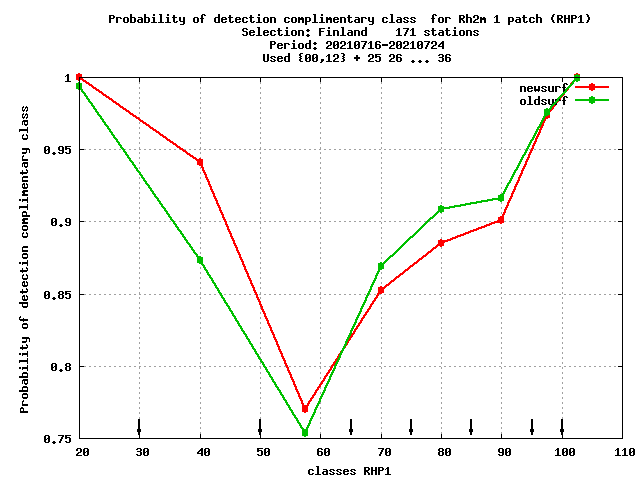 Probability of detection complimentary class  for Rh2m 1 patch (RHP1)
Selection: Finland    171 stations
Period: 20210716-20210724
Used {00,12} + 25 26 ... 36
newsurf
oldsurf
1
0,95
0,9
0,85
0,8
0,75
Probability of detection complimentary class
20 30 40 50 60 70 80 90 100 110
classes RHP1